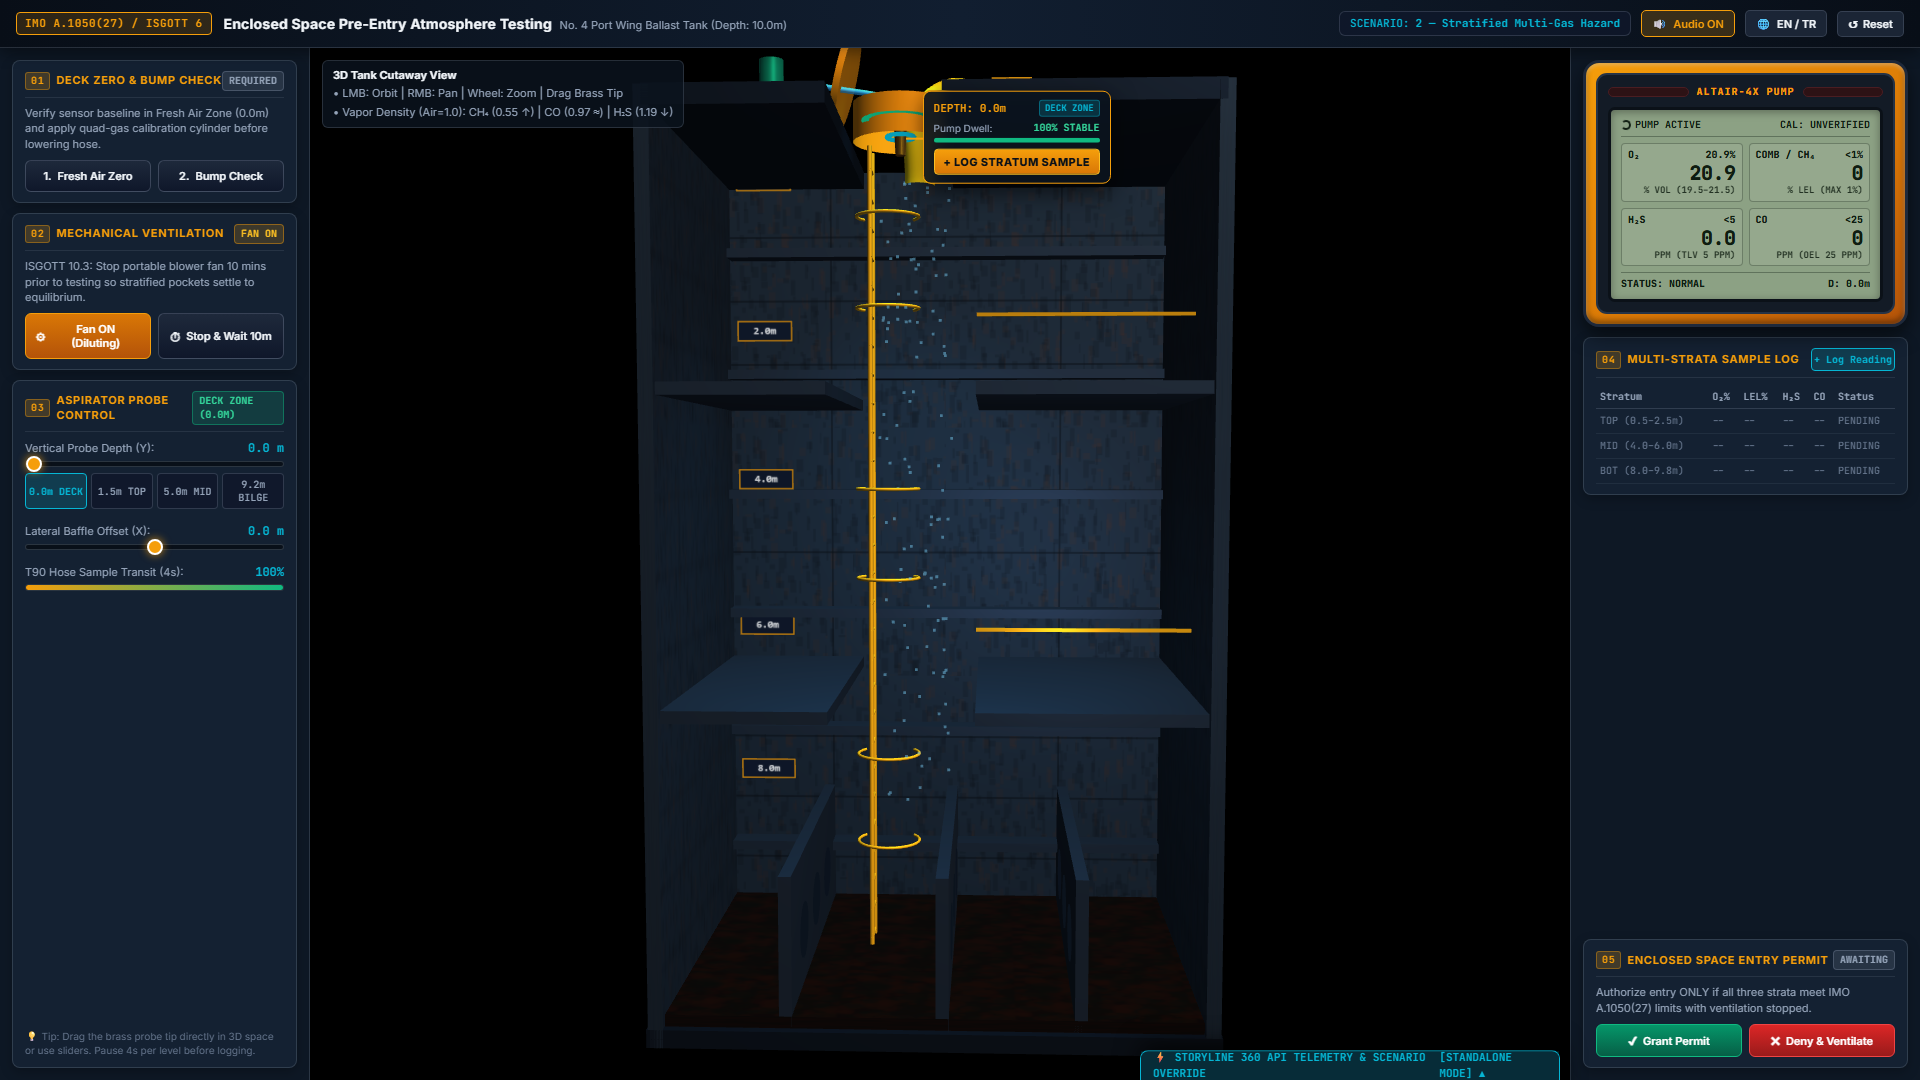 IMO A.1050(27) / ISGOTT 6
Enclosed Space Pre-Entry Atmosphere Testing
No. 4 Port Wing Ballast Tank (Depth: 10.0m)
SCENARIO: 2 — Stratified Multi-Gas Hazard
Audio ON
EN / TR
Reset
01 DECK ZERO & BUMP CHECK REQUIRED
Verify sensor baseline in Fresh Air Zone (0.0m)
and apply quad-gas calibration cylinder before
lowering hose.
1. Fresh Air Zero
2. Bump Check
02 MECHANICAL VENTILATION FAN ON
ISGOTT 10.3: Stop portable blower fan 10 mins
prior to testing so stratified pockets settle to
equilibrium.
Fan ON
(Diluting)
Stop & Wait 10m
03 ASPIRATOR PROBE
CONTROL
DECK ZONE
(0.0M)
Vertical Probe Depth (Y): 0.0 m
0.0m DECK
1.5m TOP
5.0m MID
9.2m
BILGE
Lateral Baffle Offset (X): 0.0 m
T90 Hose Sample Transit (4s): 100%
Tip: Drag the brass probe tip directly in 3D space
or use sliders. Pause 4s per level before logging.
3D Tank Cutaway View
• LMB: Orbit | RMB: Pan | Wheel: Zoom | Drag Brass Tip
• Vapor Density (Air=1.0): CH₄ (0.55 ↑) | CO (0.97 ≈) | H₂S (1.19 ↓)
DEPTH: 0.0m DECK ZONE
Pump Dwell: 100% STABLE
+ LOG STRATUM SAMPLE
2.0m
4.0m
6.0m
8.0m
STORYLINE 360 API TELEMETRY & SCENARIO
OVERRIDE
[STANDALONE
MODE] ▲
ALTAIR-4X PUMP
PUMP ACTIVE CAL: UNVERIFIED
O₂ 20.9%
20.9
% VOL (19.5-21.5)
COMB / CH₄ <1%
0
% LEL (MAX 1%)
H₂S <5
0.0
PPM (TLV 5 PPM)
CO <25
0
PPM (OEL 25 PPM)
STATUS: NORMAL D: 0.0m
04 MULTI-STRATA SAMPLE LOG + Log Reading
Stratum O₂% LEL% H₂S CO Status
TOP (0.5-2.5m) -- -- -- -- PENDING
MID (4.0-6.0m) -- -- -- -- PENDING
BOT (8.0-9.8m) -- -- -- -- PENDING
05 ENCLOSED SPACE ENTRY PERMIT AWAITING
Authorize entry ONLY if all three strata meet IMO
A.1050(27) limits with ventilation stopped.
✓ Grant Permit
✕ Deny & Ventilate